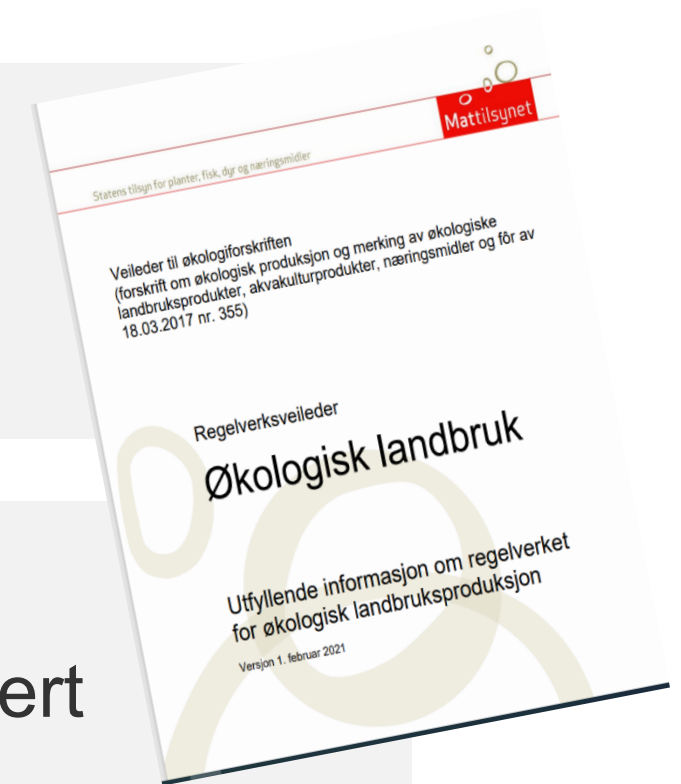 Mattilsynet
Statens tilsyn for planter, fisk, dyr og næringsmidler
Veileder til økologiforskriften
(forskrift om økologisk produksjon og merking av økologiske
landbruksprodukter, akvakulturprodukter, næringsmidler og fôr av
18.03.2017 nr. 355)
Regelverksveileder
Økologisk landbruk
Utfyllende informasjon om regelverket
for økologisk landbruksproduksjon
Versjon 1. februar 2021
ert